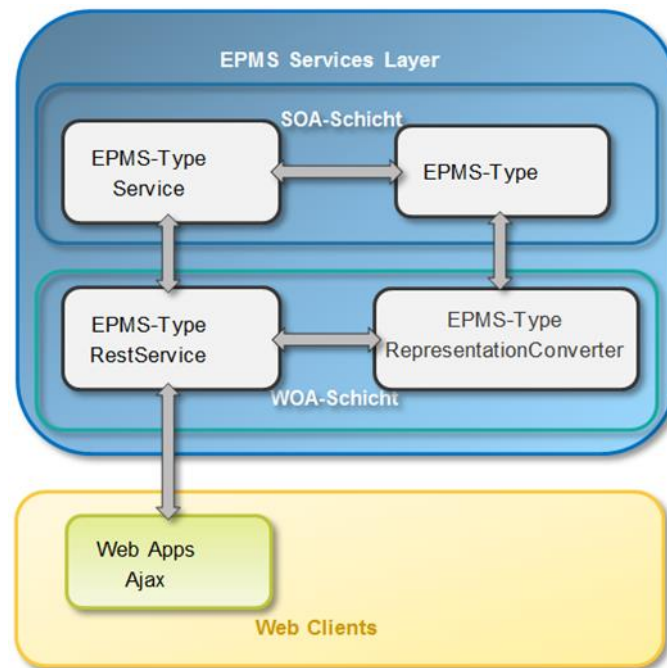 EPMS Services Layer
SOA-Schicht
EPMS-Type
Service
EPMS-Type
EPMS-Type
RestService
EPMS-Type
RepresentationConverter
WOA-Schicht
Web Apps
Ajax
Web Clients